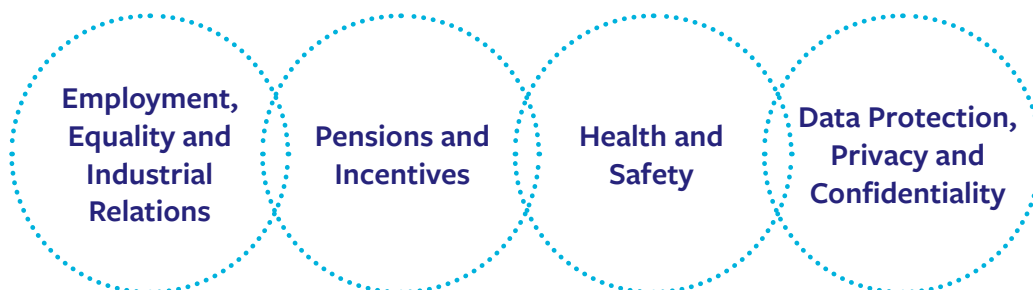 Employment,
Equality and
Industrial
Relations
Pensions and
Incentives
Health and
Safety
Data Protection,
Privacy and
Confidentiality